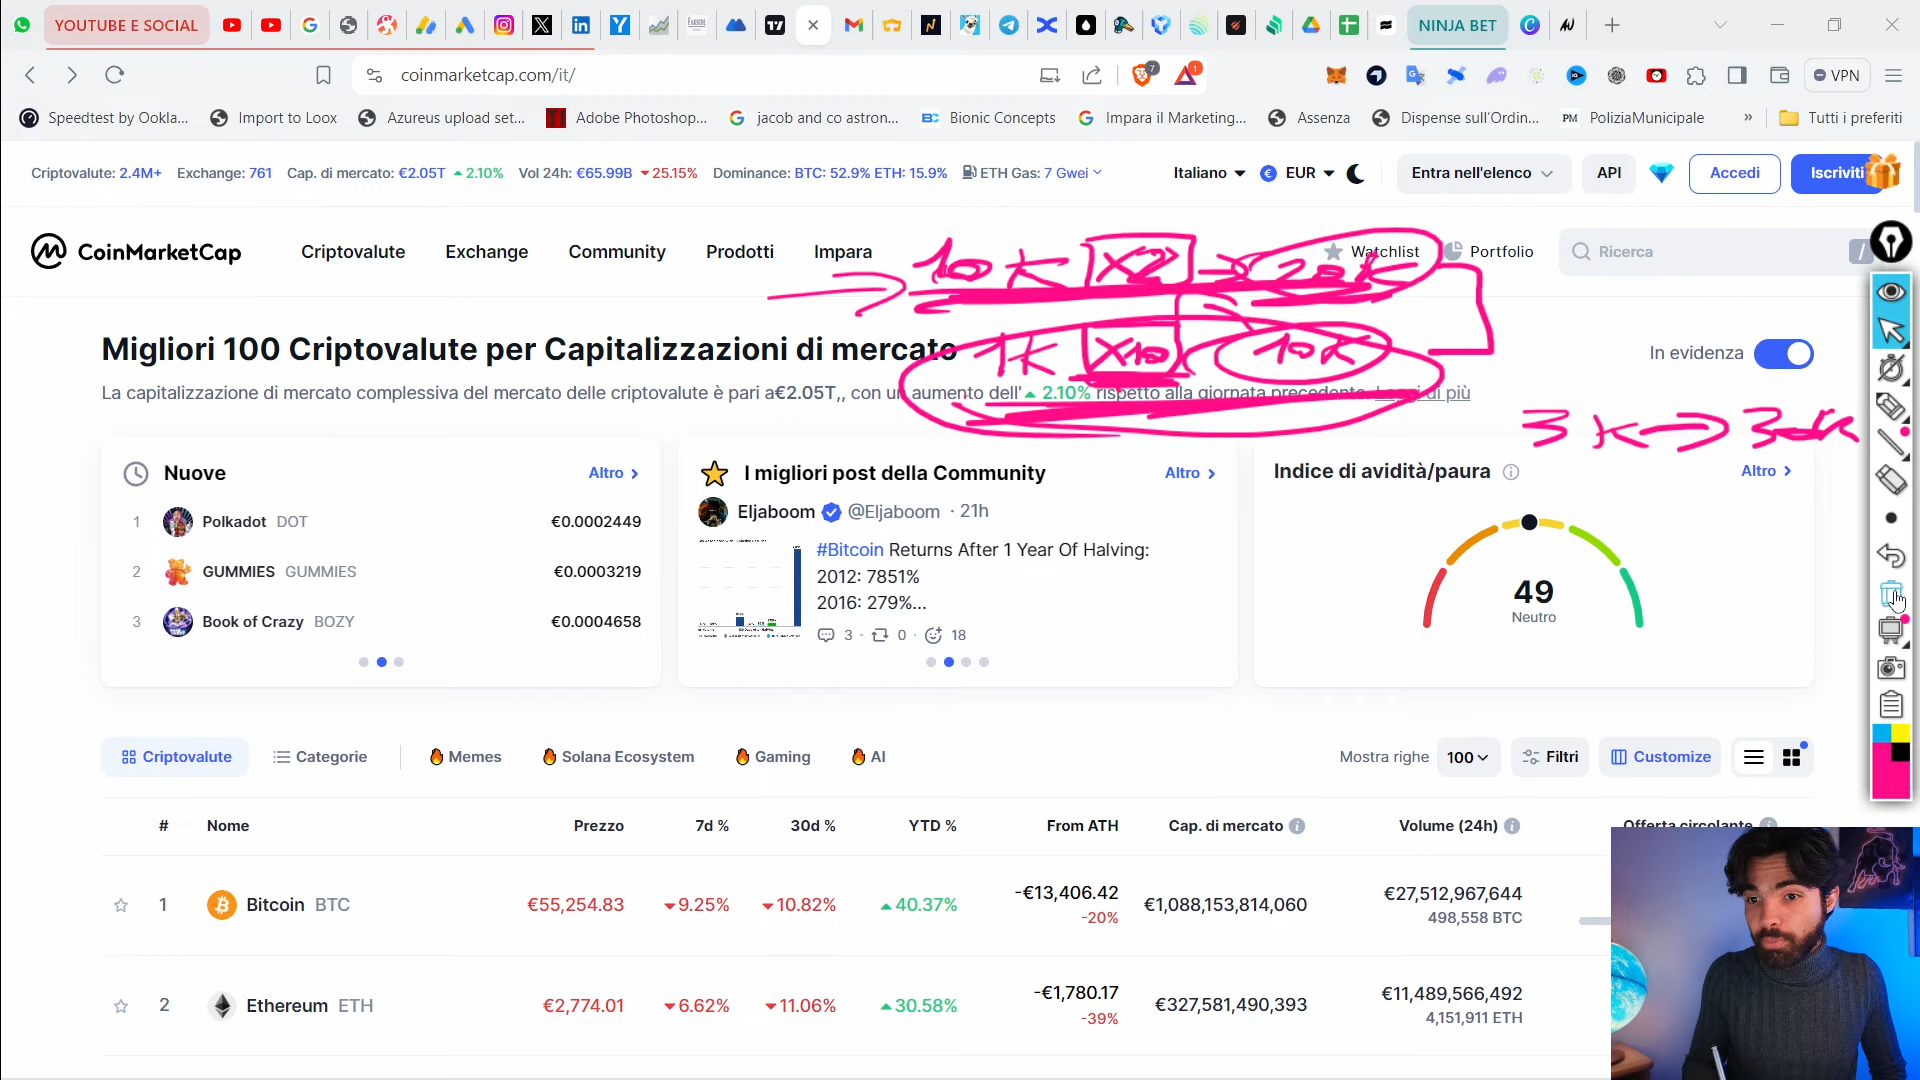 YOUTUBE E SOCIAL
NINJA BET
coinmarketcap.com/it/
7
1
VPN
Speedtest by Ookla...
Import to Loox
Azureus upload set...
Adobe Photoshop...
jacob and co astron...
Bionic Concepts
Impara il Marketing...
Assenza
Dispense sull'Ordin...
PM PoliziaMunicipale
»
Tutti i preferiti
Criptovalute: 2.4M+ Exchange: 761 Cap. di mercato: €2.05T 2.10% Vol 24h: €65.99B 25.15% Dominance: BTC: 52.9% ETH: 15.9% ETH Gas: 7 Gwei
Italiano
EUR
Entra nell'elenco
API
Accedi
Iscriviti
CoinMarketCap
Criptovalute
Exchange
Community
Prodotti
Impara
Watchlist
Portfolio
Ricerca
/
10 K X2 → 20K
1K X10 10K
3 K → 30K
Migliori 100 Criptovalute per Capitalizzazioni di mercato
In evidenza
La capitalizzazione di mercato complessiva del mercato delle criptovalute è pari a€2.05T,, con un aumento dell' 2.10% rispetto alla giornata precedente. Leggi di più
Nuove
Altro >
1 Polkadot DOT €0.0002449
2 GUMMIES GUMMIES €0.0003219
3 Book of Crazy BOZY €0.0004658
I migliori post della Community
Altro >
Eljaboom @Eljaboom · 21h
#Bitcoin Returns After 1 Year Of Halving:
2012: 7851%
2016: 279%...
3 · 0 · 18
Indice di avidità/paura
Altro >
49
Neutro
Criptovalute
Categorie
Memes
Solana Ecosystem
Gaming
AI
Mostra righe 100
Filtri
Customize
# Nome Prezzo 7d % 30d % YTD % From ATH Cap. di mercato Volume (24h) Offerta circolante
1 Bitcoin BTC €55,254.83 9.25% 10.82% 40.37% -€13,406.42 €1,088,153,814,060 €27,512,967,644
-20% 498,558 BTC
2 Ethereum ETH €2,774.01 6.62% 11.06% 30.58% -€1,780.17 €327,581,490,393 €11,489,566,492
-39% 4,151,911 ETH